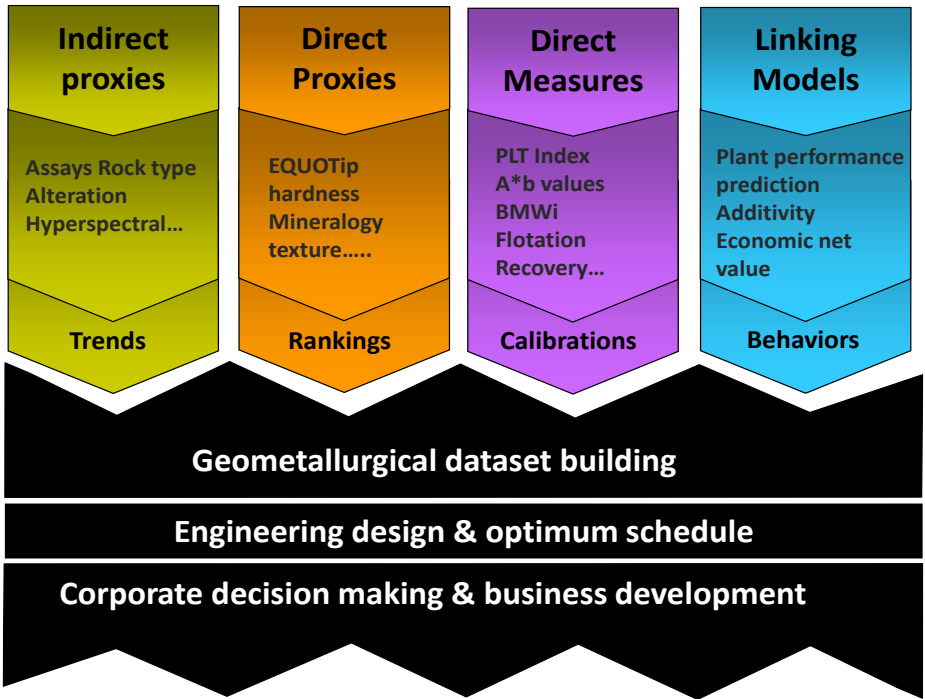 Indirect
proxies
Assays Rock type
Alteration
Hyperspectral...
Trends
Direct
Proxies
EQUOTip
hardness
Mineralogy
texture.....
Rankings
Direct
Measures
PLT Index
A*b values
BMWi
Flotation
Recovery...
Calibrations
Linking
Models
Plant performance
prediction
Additivity
Economic net
value
Behaviors
Geometallurgical dataset building
Engineering design & optimum schedule
Corporate decision making & business development